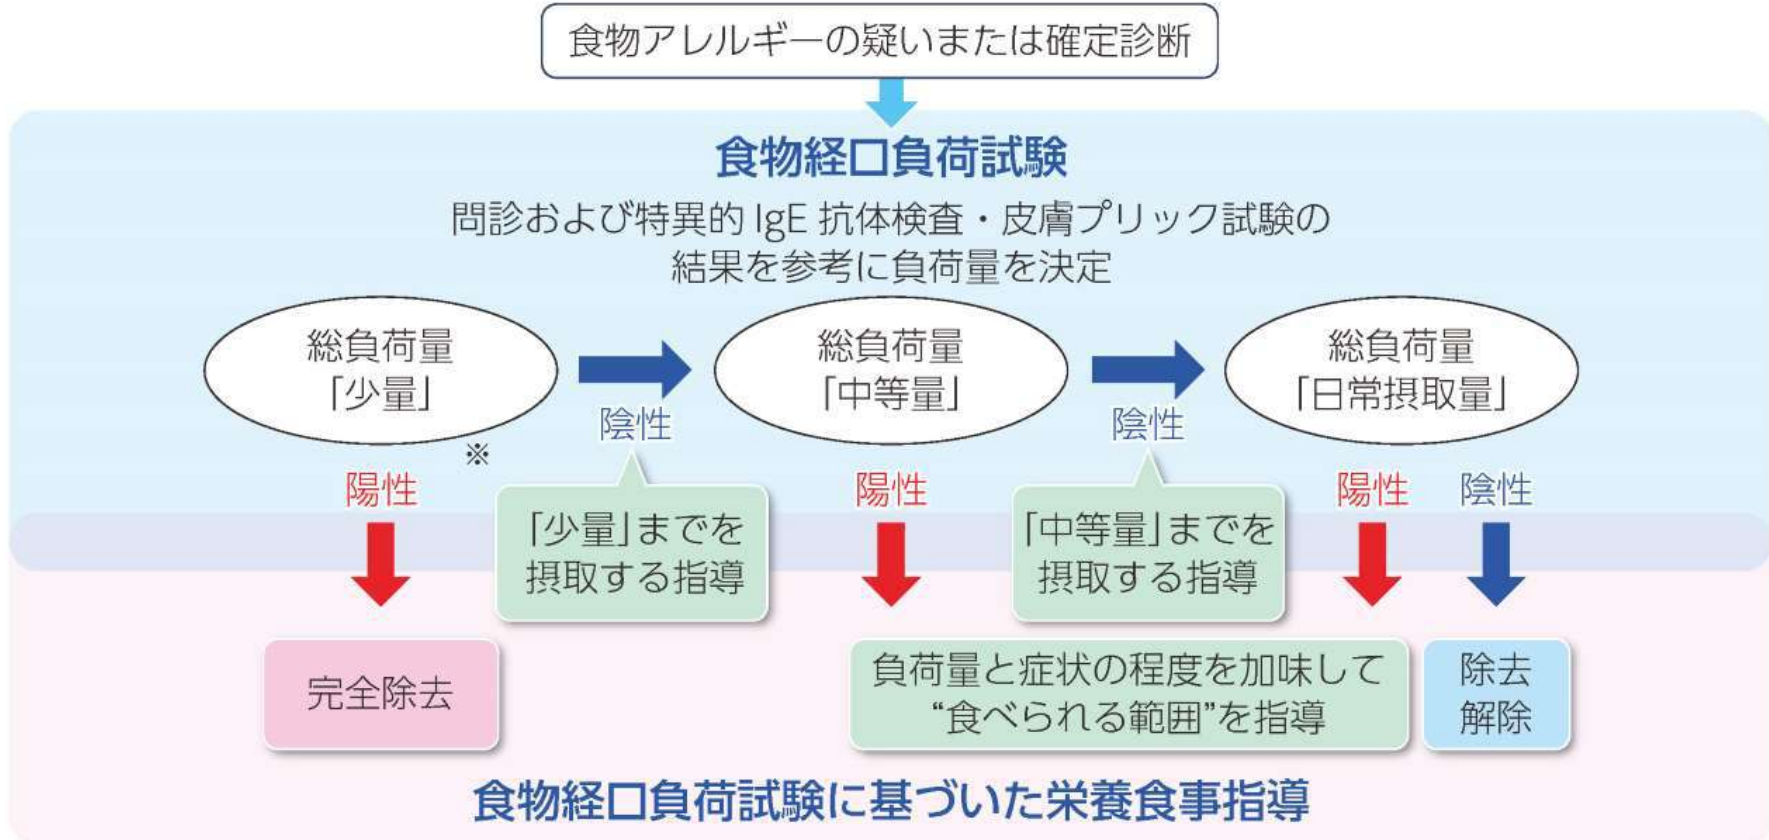 食物アレルギーの疑いまたは確定診断
食物経口負荷試験
問診および特異的 IgE 抗体検査・皮膚プリック試験の
結果を参考に負荷量を決定
総負荷量
「少量」
※
陰性
総負荷量
「中等量」
陰性
総負荷量
「日常摂取量」
陽性
「少量」までを
摂取する指導
陽性
「中等量」までを
摂取する指導
陽性
陰性
完全除去
負荷量と症状の程度を加味して
“食べられる範囲”を指導
除去
解除
食物経口負荷試験に基づいた栄養食事指導